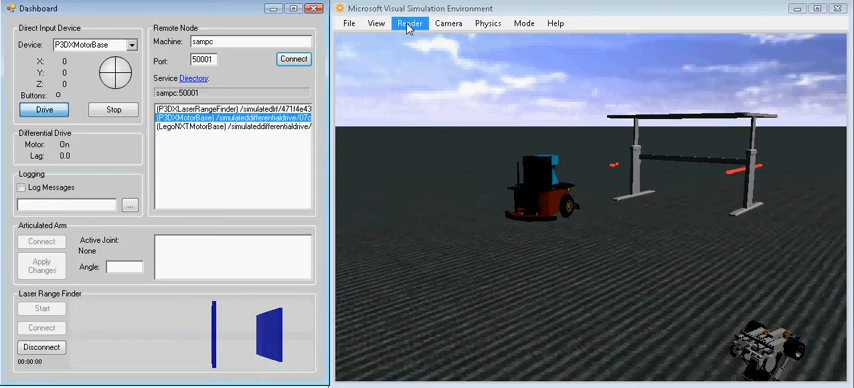 Dashboard
Direct Input Device
Device: P3DXMotorBase
X: 0
Y: 0
Z: 0
Buttons: O
Drive
Stop
Differential Drive
Motor: On
Lag: 0.0
Logging
Log Messages
...
Remote Node
Machine: sampc
Port: 50001
Connect
Service Directory:
sampc:50001
(P3DXLaserRangeFinder) /simulatedlrf/471f4e43
(P3DXMotorBase) /simulateddifferentialdrive/07c
(LegoNXTMotorBase) /simulateddifferentialdrive/
Articulated Arm
Connect
Apply Changes
Active Joint:
None
Angle:
Laser Range Finder
Start
Connect
Disconnect
00:00:00
Microsoft Visual Simulation Environment
File View Render Camera Physics Mode Help